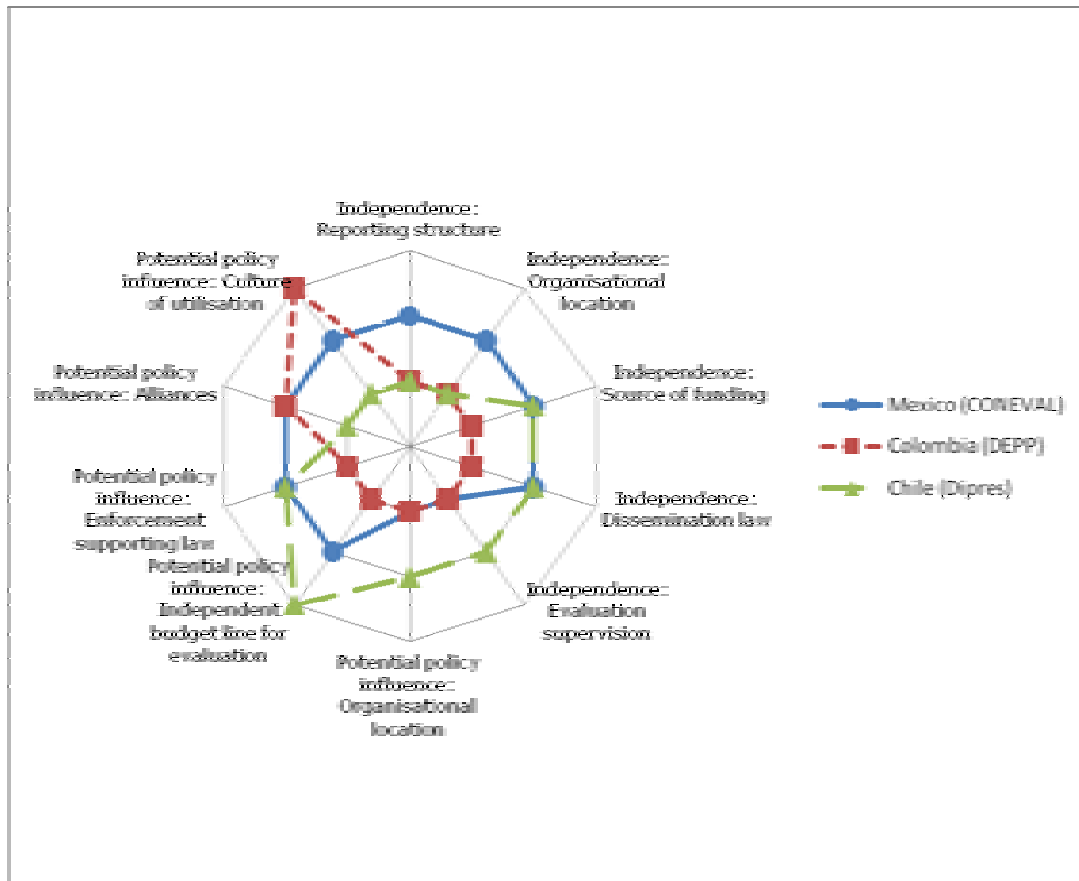 Independence:
Reporting structure
Independence:
Organisational
location
Independence:
Source of funding
Independence:
Dissemination law
Independence:
Evaluation
supervision
Potential policy
influence:
Organisational
location
Potential policy
influence:
Independent
budget line for
evaluation
Potential policy
influence:
Enforcement
supporting law
Potential policy
influence: Alliances
Potential policy
influence: Culture
of utilisation
Mexico (CONEVAL)
Colombia (DEPP)
Chile (Dipres)